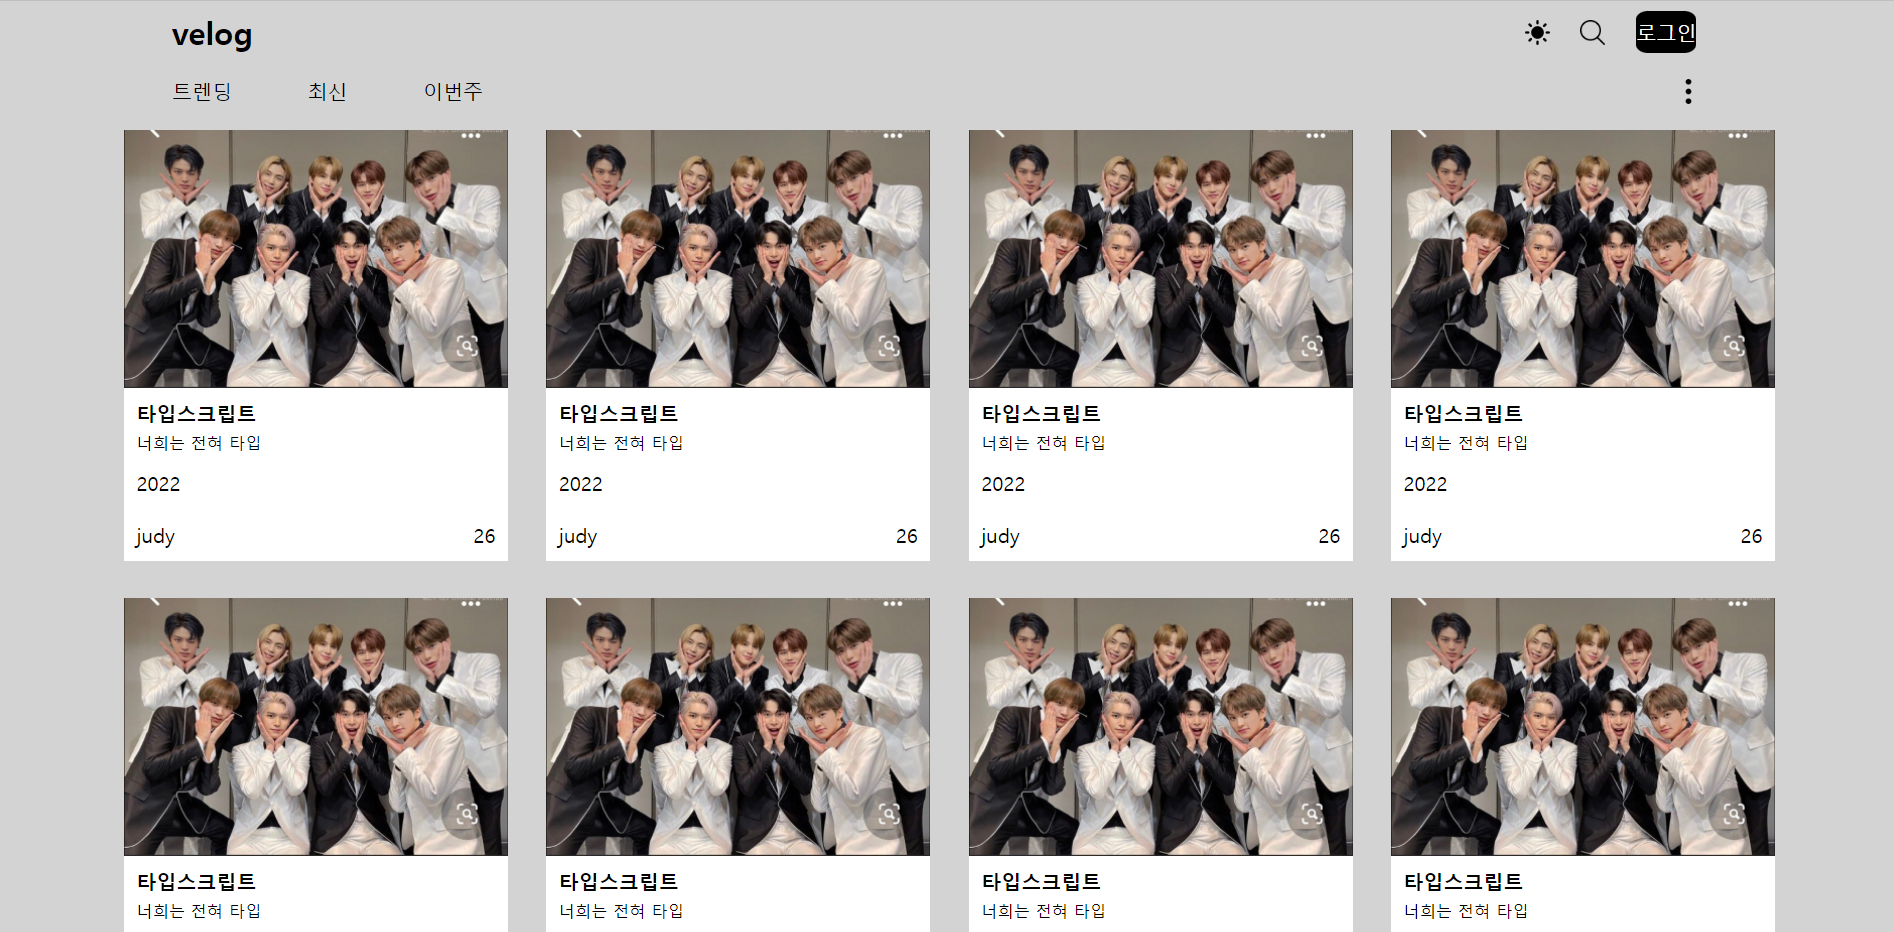 velog
로그인
트렌딩 최신 이번주
타입스크립트 타입스크립트 타입스크립트 타입스크립트
너희는 전혀 타입 너희는 전혀 타입 너희는 전혀 타입 너희는 전혀 타입
2022 2022 2022 2022
judy 26 judy 26 judy 26 judy 26
타입스크립트 타입스크립트 타입스크립트 타입스크립트
너희는 전혀 타입 너희는 전혀 타입 너희는 전혀 타입 너희는 전혀 타입